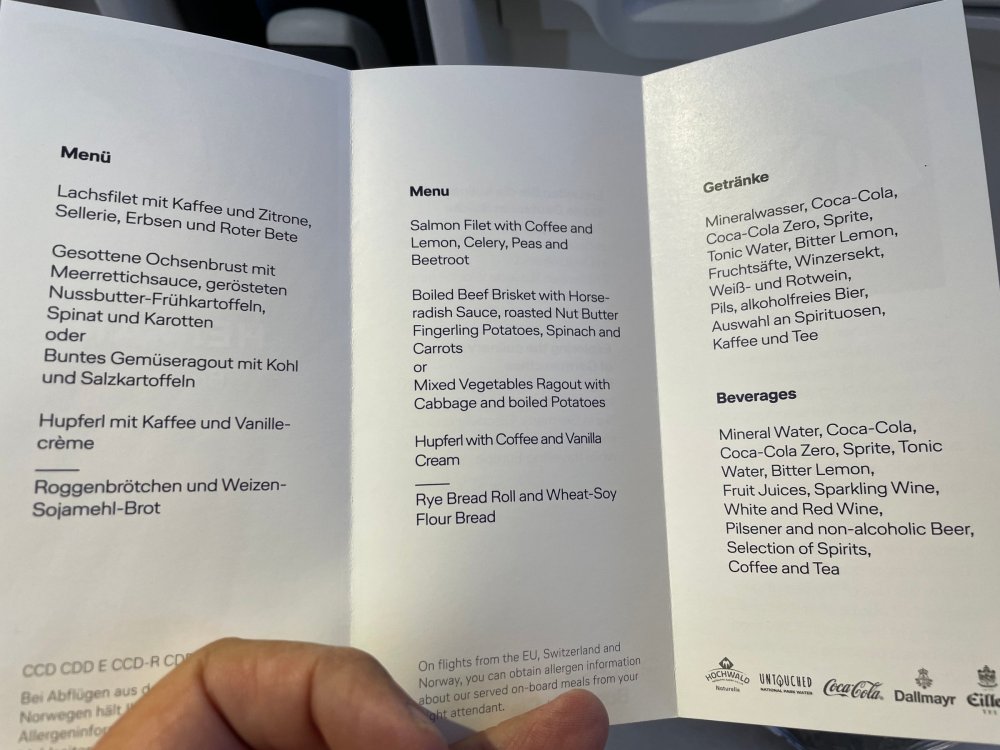 Menü
Lachsfilet mit Kaffee und Zitrone,
Sellerie, Erbsen und Roter Bete
Gesottene Ochsenbrust mit
Meerrettichsauce, gerösteten
Nussbutter-Frühkartoffeln,
Spinat und Karotten
oder
Buntes Gemüseragout mit Kohl
und Salzkartoffeln
Hupferl mit Kaffee und Vanille-
crème
Roggenbrötchen und Weizen-
Sojamehl-Brot
CCD CDD E CCD-R
Bei Abflügen aus
Norwegen hält
Menu
Salmon Filet with Coffee and
Lemon, Celery, Peas and
Beetroot
Boiled Beef Brisket with Horse-
radish Sauce, roasted Nut Butter
Fingerling Potatoes, Spinach and
Carrots
or
Mixed Vegetables Ragout with
Cabbage and boiled Potatoes
Hupferl with Coffee and Vanilla
Cream
Rye Bread Roll and Wheat-Soy
Flour Bread
On flights from the EU, Switzerland and
Norway, you can obtain allergen information
about our served on-board meals from your
attendant.
Getränke
Mineralwasser, Coca-Cola,
Coca-Cola Zero, Sprite,
Tonic Water, Bitter Lemon,
Fruchtsäfte, Winzersekt,
Weiß- und Rotwein,
Pils, alkoholfreies Bier,
Auswahl an Spirituosen,
Kaffee und Tee
Beverages
Mineral Water, Coca-Cola,
Coca-Cola Zero, Sprite, Tonic
Water, Bitter Lemon,
Fruit Juices, Sparkling Wine,
White and Red Wine,
Pilsener and non-alcoholic Beer,
Selection of Spirits,
Coffee and Tea
HOCHWALD
Naturells
UNTOUCHED
NATIONAL PARK WATER
Coca-Cola
Dallmayr